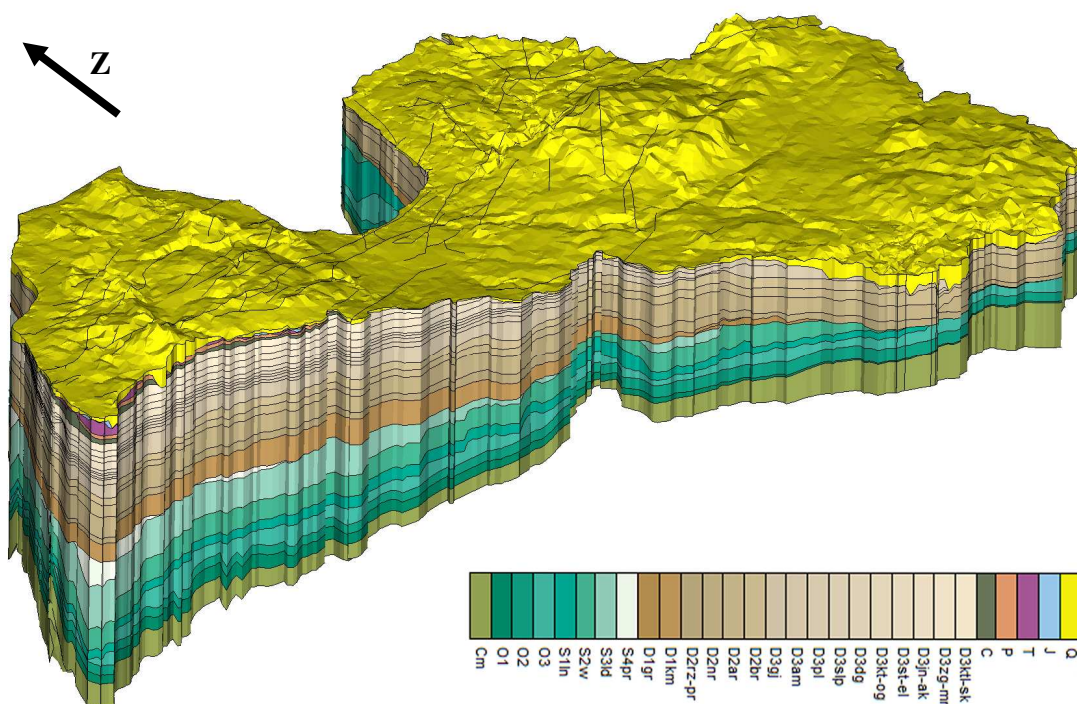 Z
Cm
O1
O2
O3
S1ln
S2w
S3ld
S4pr
D1gr
D1km
D2rz-pr
D2nr
D2ar
D2br
D3gj
D3am
D3pl
D3slp
D3dg
D3kt-og
D3st-el
D3jn-ak
D3zg-mr
D3ktl-sk
C
P
T
J
Q